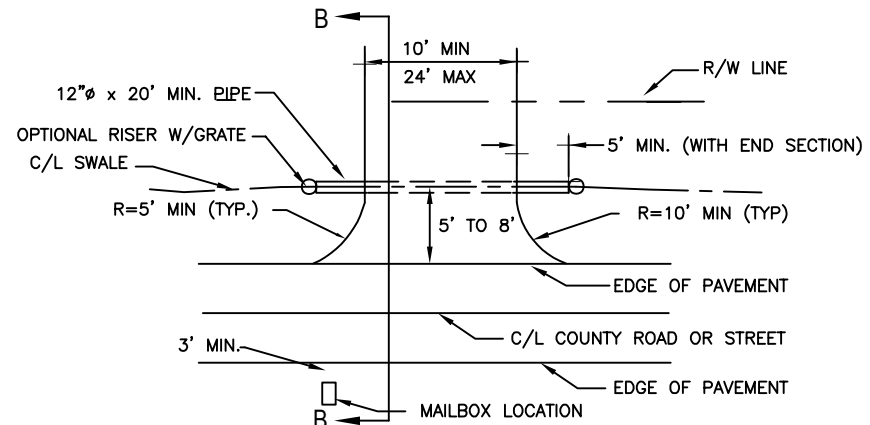 B
10' MIN
24' MAX
R/W LINE
12"ø x 20' MIN. PIPE
OPTIONAL RISER W/GRATE
5' MIN. (WITH END SECTION)
C/L SWALE
R=5' MIN (TYP.)
5' TO 8'
R=10' MIN (TYP)
EDGE OF PAVEMENT
C/L COUNTY ROAD OR STREET
3' MIN.
EDGE OF PAVEMENT
MAILBOX LOCATION
B